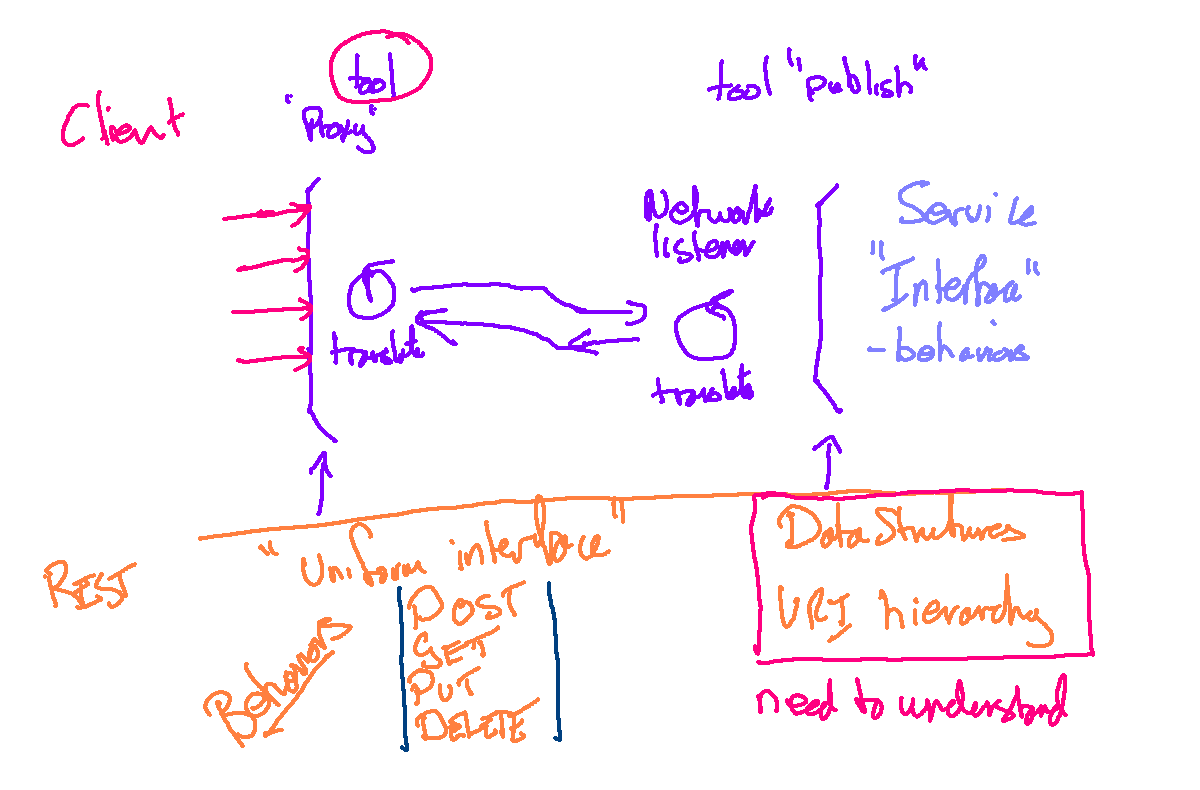 tool
tool "publish"
Client
"Proxy"
Network
listener
Service
"Interface"
- behaviors
translate
translate
REST
"Uniform interface"
POST
GET
PUT
DELETE
Behaviors
Data Structures
URI hierarchy
need to understand